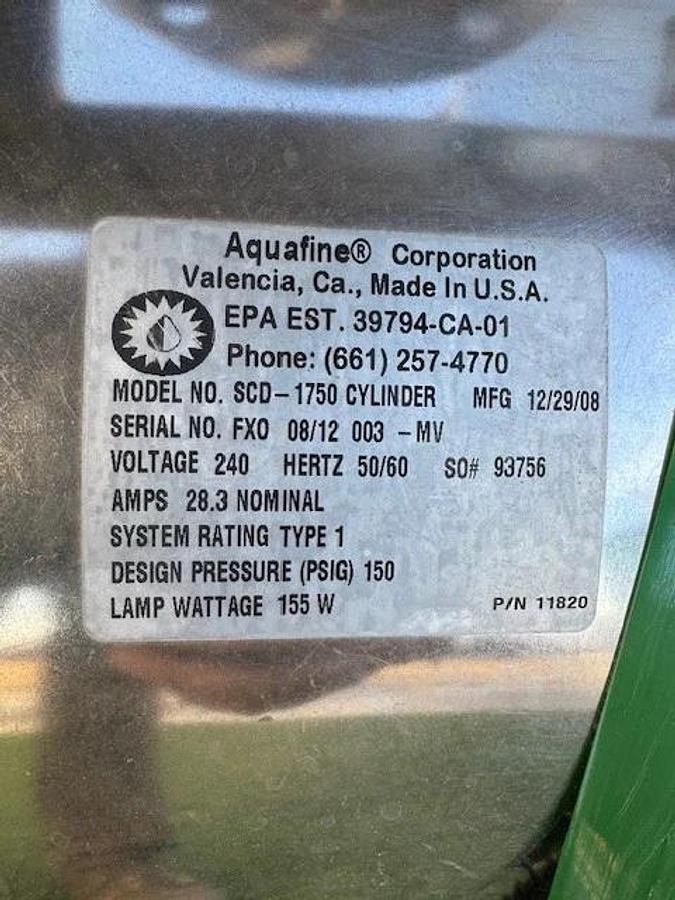 Aquafine® Corporation
Valencia, Ca., Made In U.S.A.
EPA EST. 39794-CA-01
Phone: (661) 257-4770
MODEL NO. SCD-1750 CYLINDER MFG 12/29/08
SERIAL NO. FXO 08/12 003 -MV
VOLTAGE 240 HERTZ 50/60 SO# 93756
AMPS 28.3 NOMINAL
SYSTEM RATING TYPE 1
DESIGN PRESSURE (PSIG) 150
LAMP WATTAGE 155 W P/N 11820